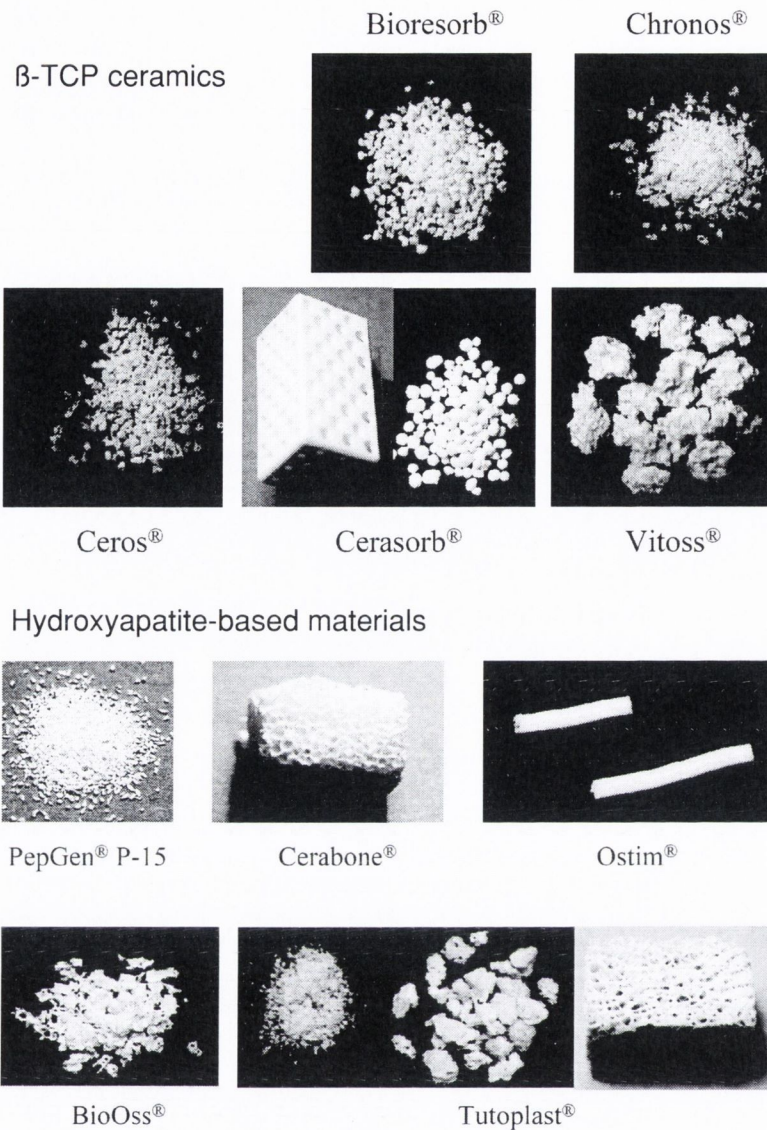 Bioresorb® Chronos®
ß-TCP ceramics
Ceros® Cerasorb® Vitoss®
Hydroxyapatite-based materials
PepGen® P-15 Cerabone® Ostim®
BioOss® Tutoplast®